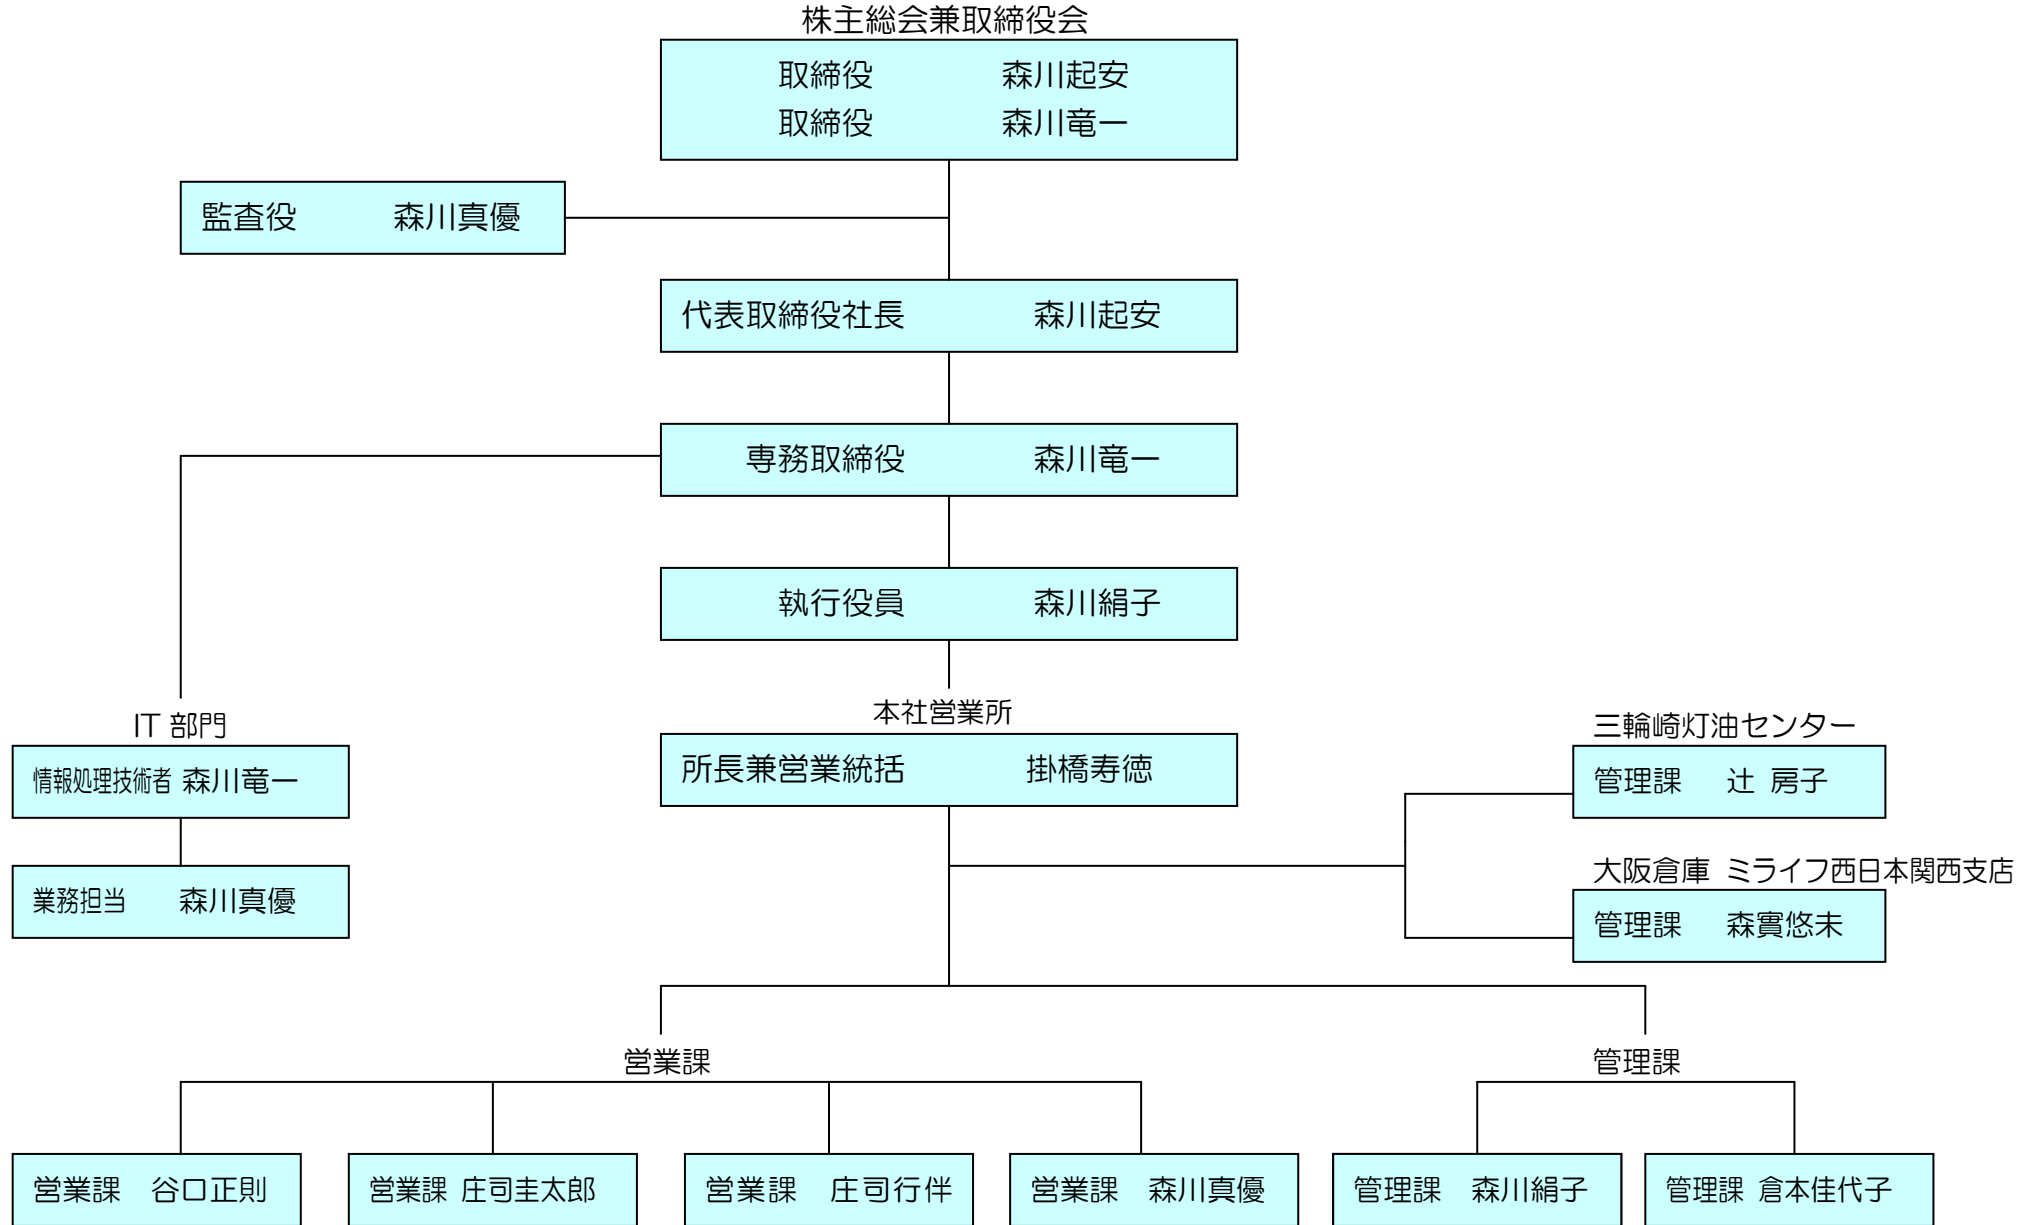 株主総会兼取締役会
取締役 森川起安
取締役 森川竜一
監査役 森川真優
代表取締役社長 森川起安
専務取締役 森川竜一
執行役員 森川絹子
IT 部門
情報処理技術者 森川竜一
業務担当 森川真優
本社営業所
所長兼営業統括 掛橋寿徳
三輪崎灯油センター
管理課 辻 房子
大阪倉庫 ミライフ西日本関西支店
管理課 森實悠未
営業課
管理課
営業課 谷口正則
営業課 庄司圭太郎
営業課 庄司行伴
営業課 森川真優
管理課 森川絹子
管理課 倉本佳代子